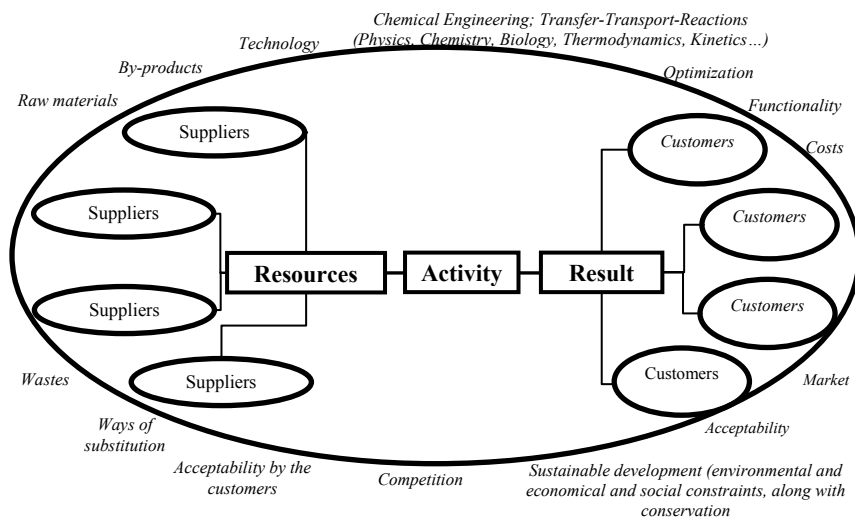 Chemical Engineering; Transfer-Transport-Reactions
(Physics, Chemistry, Biology, Thermodynamics, Kinetics…)
Technology
By-products
Optimization
Raw materials
Functionality
Suppliers
Customers
Costs
Suppliers
Customers
Resources
Activity
Result
Suppliers
Customers
Suppliers
Customers
Wastes
Market
Ways of
substitution
Acceptability
Acceptability by the
customers
Competition
Sustainable development (environmental and
economical and social constraints, along with
conservation